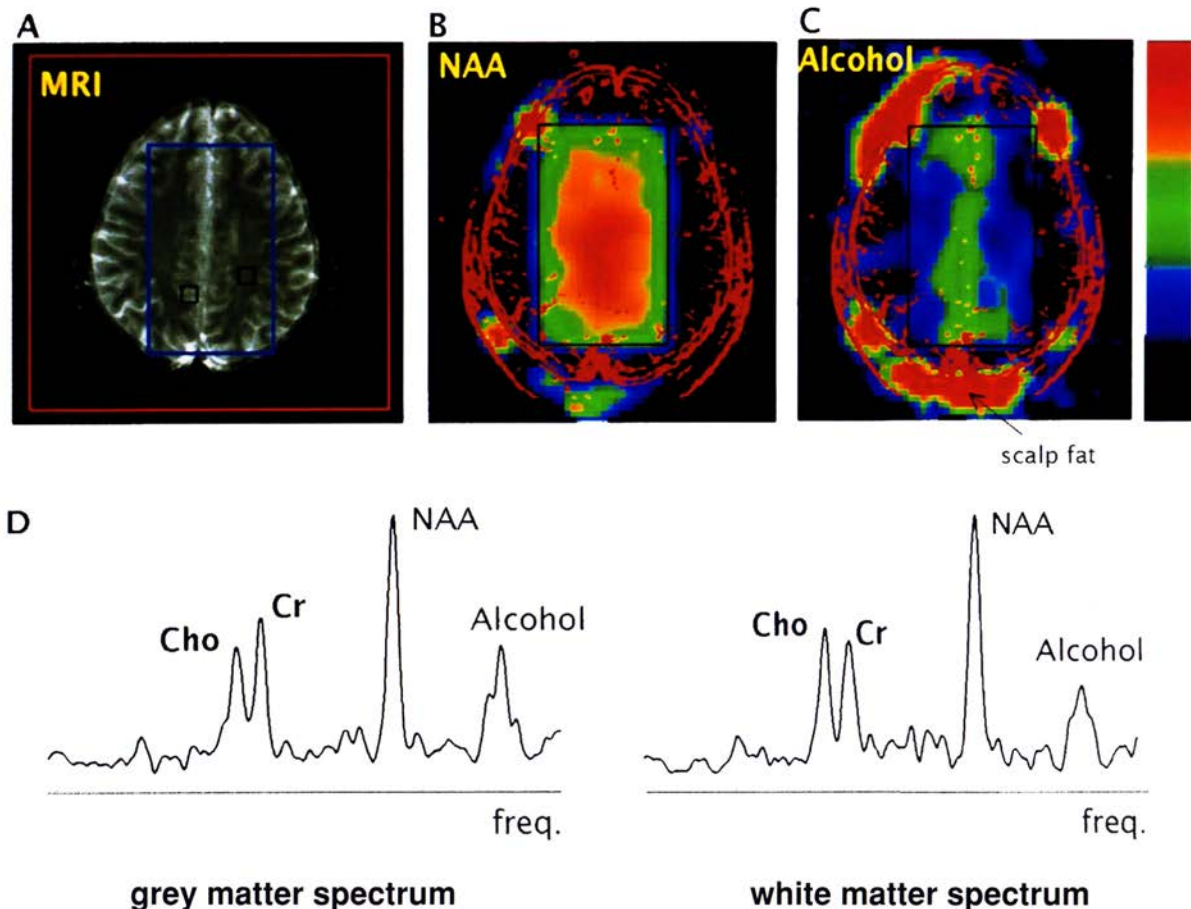 A
MRI
B
NAA
C
Alcohol
scalp fat
D
Cho
Cr
NAA
Alcohol
freq.
grey matter spectrum
Cho
Cr
NAA
Alcohol
freq.
white matter spectrum